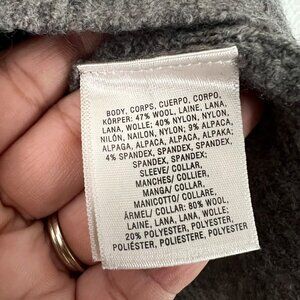 BODY, CORPS, CUERPO, CORPO,
KÖRPER: 47% WOOL, LAINE, LANA,
LANA, WOLLE; 40% NYLON, NYLON,
NILÓN, NAILON, NYLON; 9% ALPACA,
ALPAGA, ALPACA, ALPACA, ALPAKA;
4% SPANDEX, SPANDEX, SPANDEX,
SPANDEX, SPANDEX;
SLEEVE/ COLLAR,
MANCHES/ COLLIER,
MANGA/ COLLAR,
MANICOTTO/ COLLARE,
ÄRMEL/ COLLAR: 80% WOOL,
LAINE, LANA, LANA, WOLLE;
20% POLYESTER, POLYESTER,
POLIÉSTER, POLIESTERE, POLYESTER